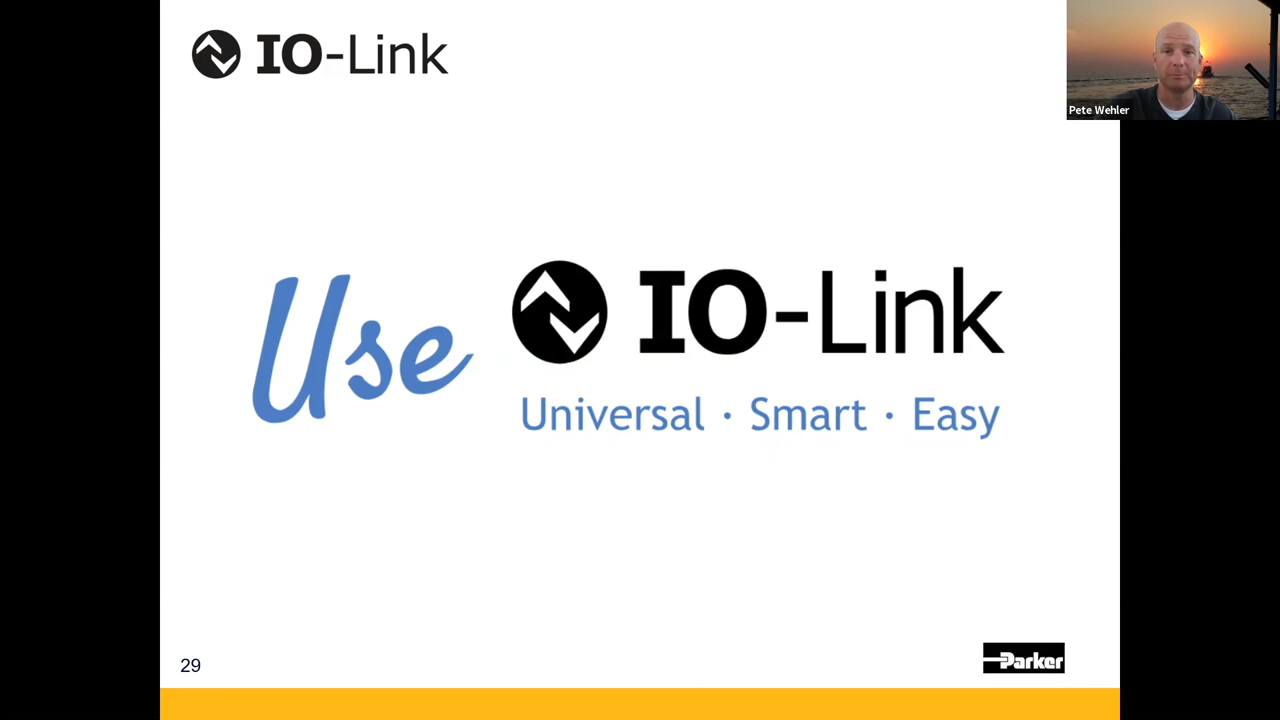 IO-Link
Pete Wehler
Use IO-Link
Universal · Smart · Easy
29
Parker